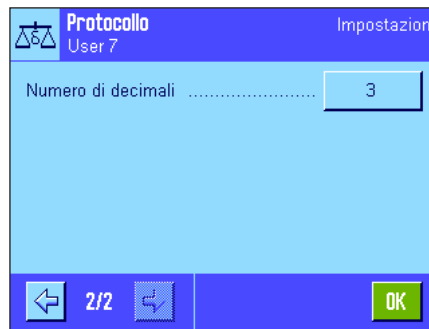 Protocollo
Impostazion
User 7
Numero di decimali ........................ 3
2/2
OK